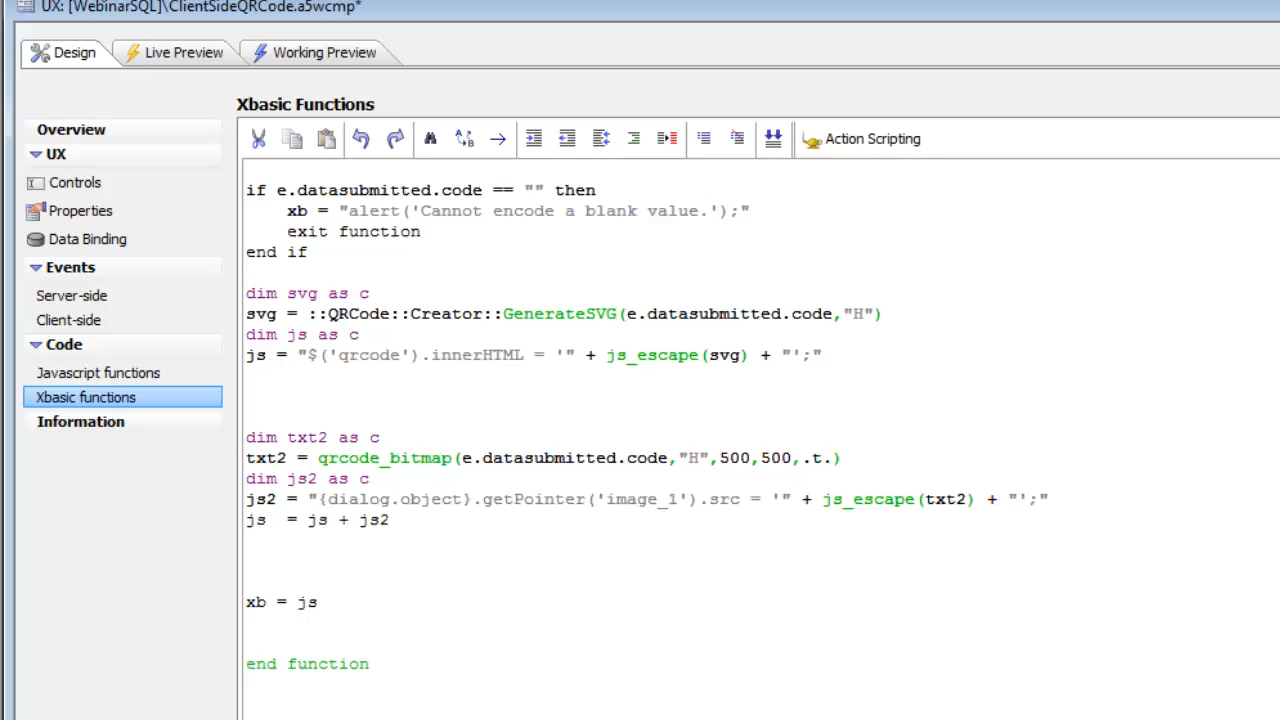 UX: [WebinarSQL]\ClientSideQRCode.a5wcmp*
Design
Live Preview
Working Preview
Overview
UX
Controls
Properties
Data Binding
Events
Server-side
Client-side
Code
Javascript functions
Xbasic functions
Information
Xbasic Functions
Action Scripting
if e.datasubmitted.code == "" then
xb = "alert('Cannot encode a blank value.');"
exit function
end if
dim svg as c
svg = ::QRCode::Creator::GenerateSVG(e.datasubmitted.code,"H")
dim js as c
js = "$('qrcode').innerHTML = '" + js_escape(svg) + "';"
dim txt2 as c
txt2 = qrcode_bitmap(e.datasubmitted.code,"H",500,500,.t.)
dim js2 as c
js2 = "{dialog.object}.getPointer('image_1').src = '" + js_escape(txt2) + "';"
js  = js + js2
xb = js
end function